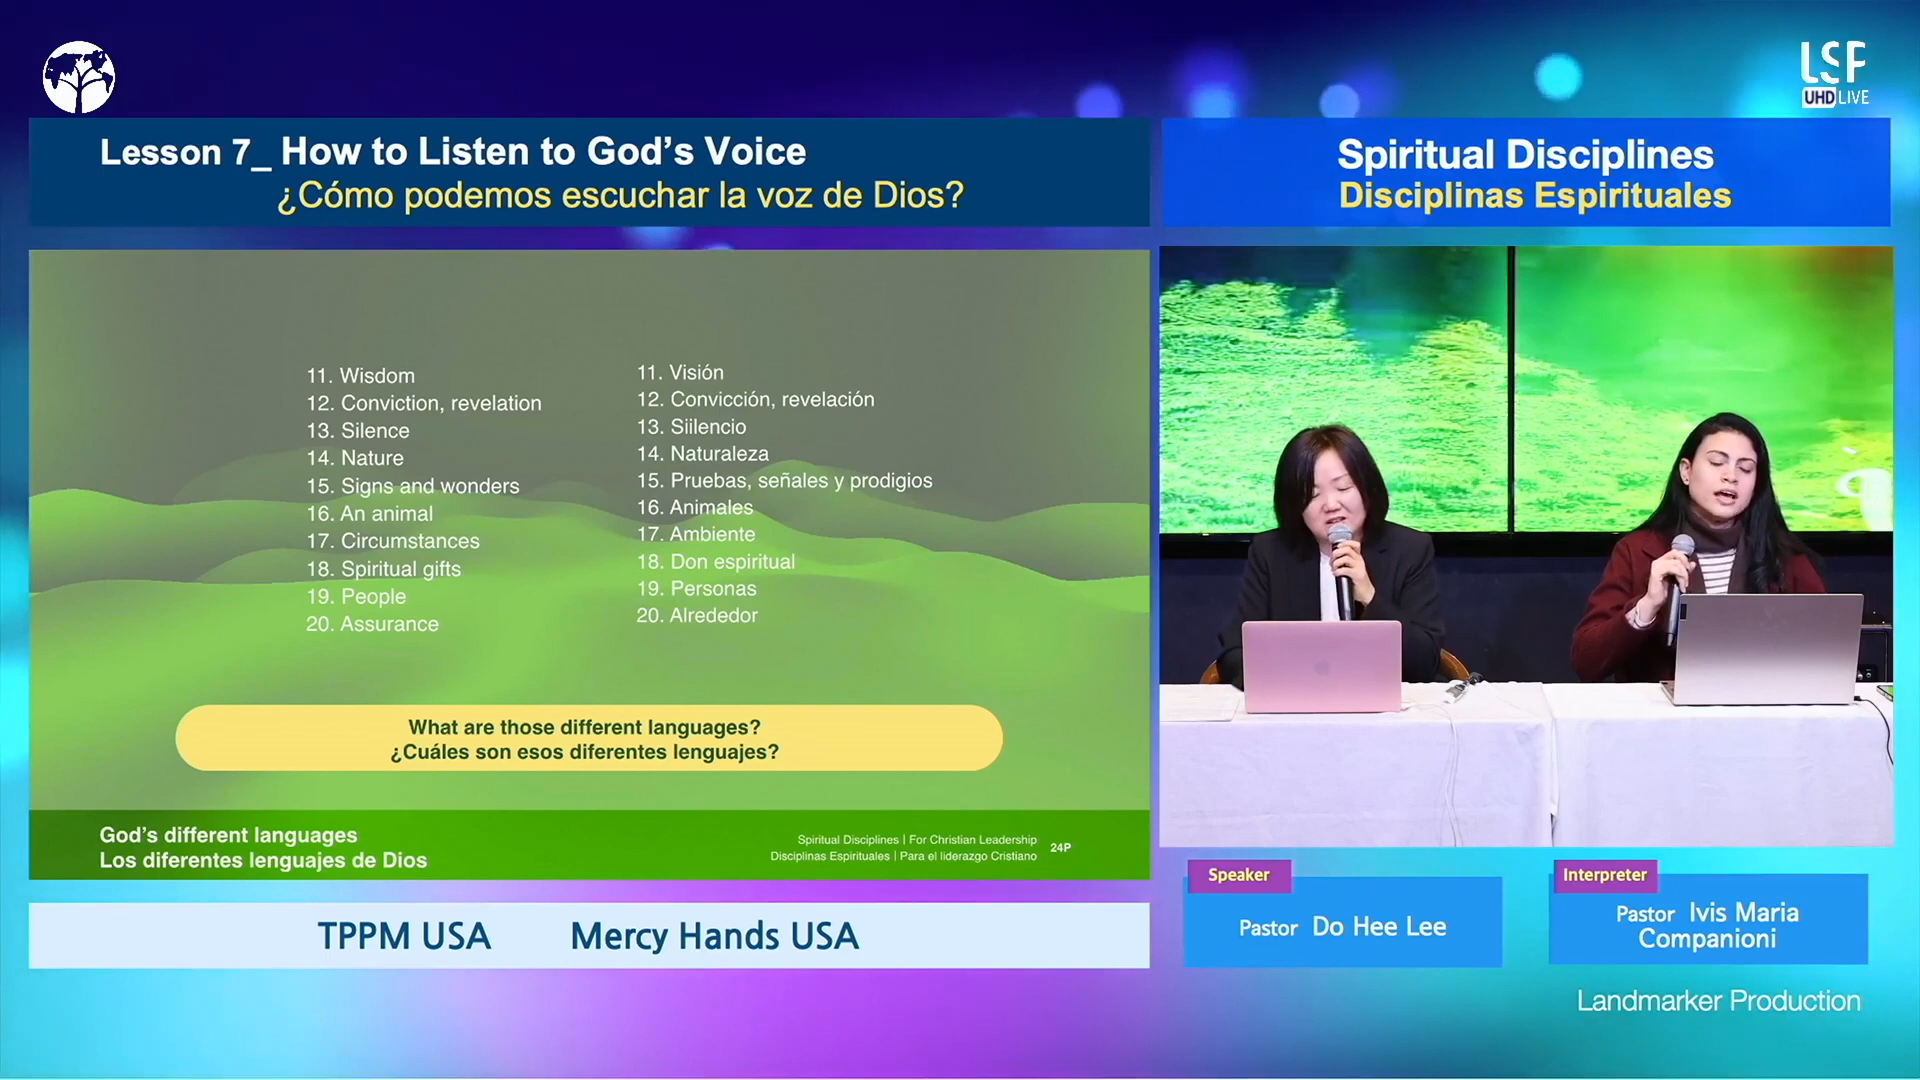 LSF
UHD LIVE
Lesson 7_ How to Listen to God's Voice
¿Cómo podemos escuchar la voz de Dios?
Spiritual Disciplines
Disciplinas Espirituales
11. Wisdom
12. Conviction, revelation
13. Silence
14. Nature
15. Signs and wonders
16. An animal
17. Circumstances
18. Spiritual gifts
19. People
20. Assurance
11. Visión
12. Convicción, revelación
13. Siilencio
14. Naturaleza
15. Pruebas, señales y prodigios
16. Animales
17. Ambiente
18. Don espiritual
19. Personas
20. Alrededor
What are those different languages?
¿Cuáles son esos diferentes lenguajes?
God's different languages
Los diferentes lenguajes de Dios
Spiritual Disciplines | For Christian Leadership
Disciplinas Espirituales | Para el liderazgo Cristiano
24P
TPPM USA Mercy Hands USA
Speaker
Pastor Do Hee Lee
Interpreter
Pastor Ivis Maria
Companioni
Landmarker Production